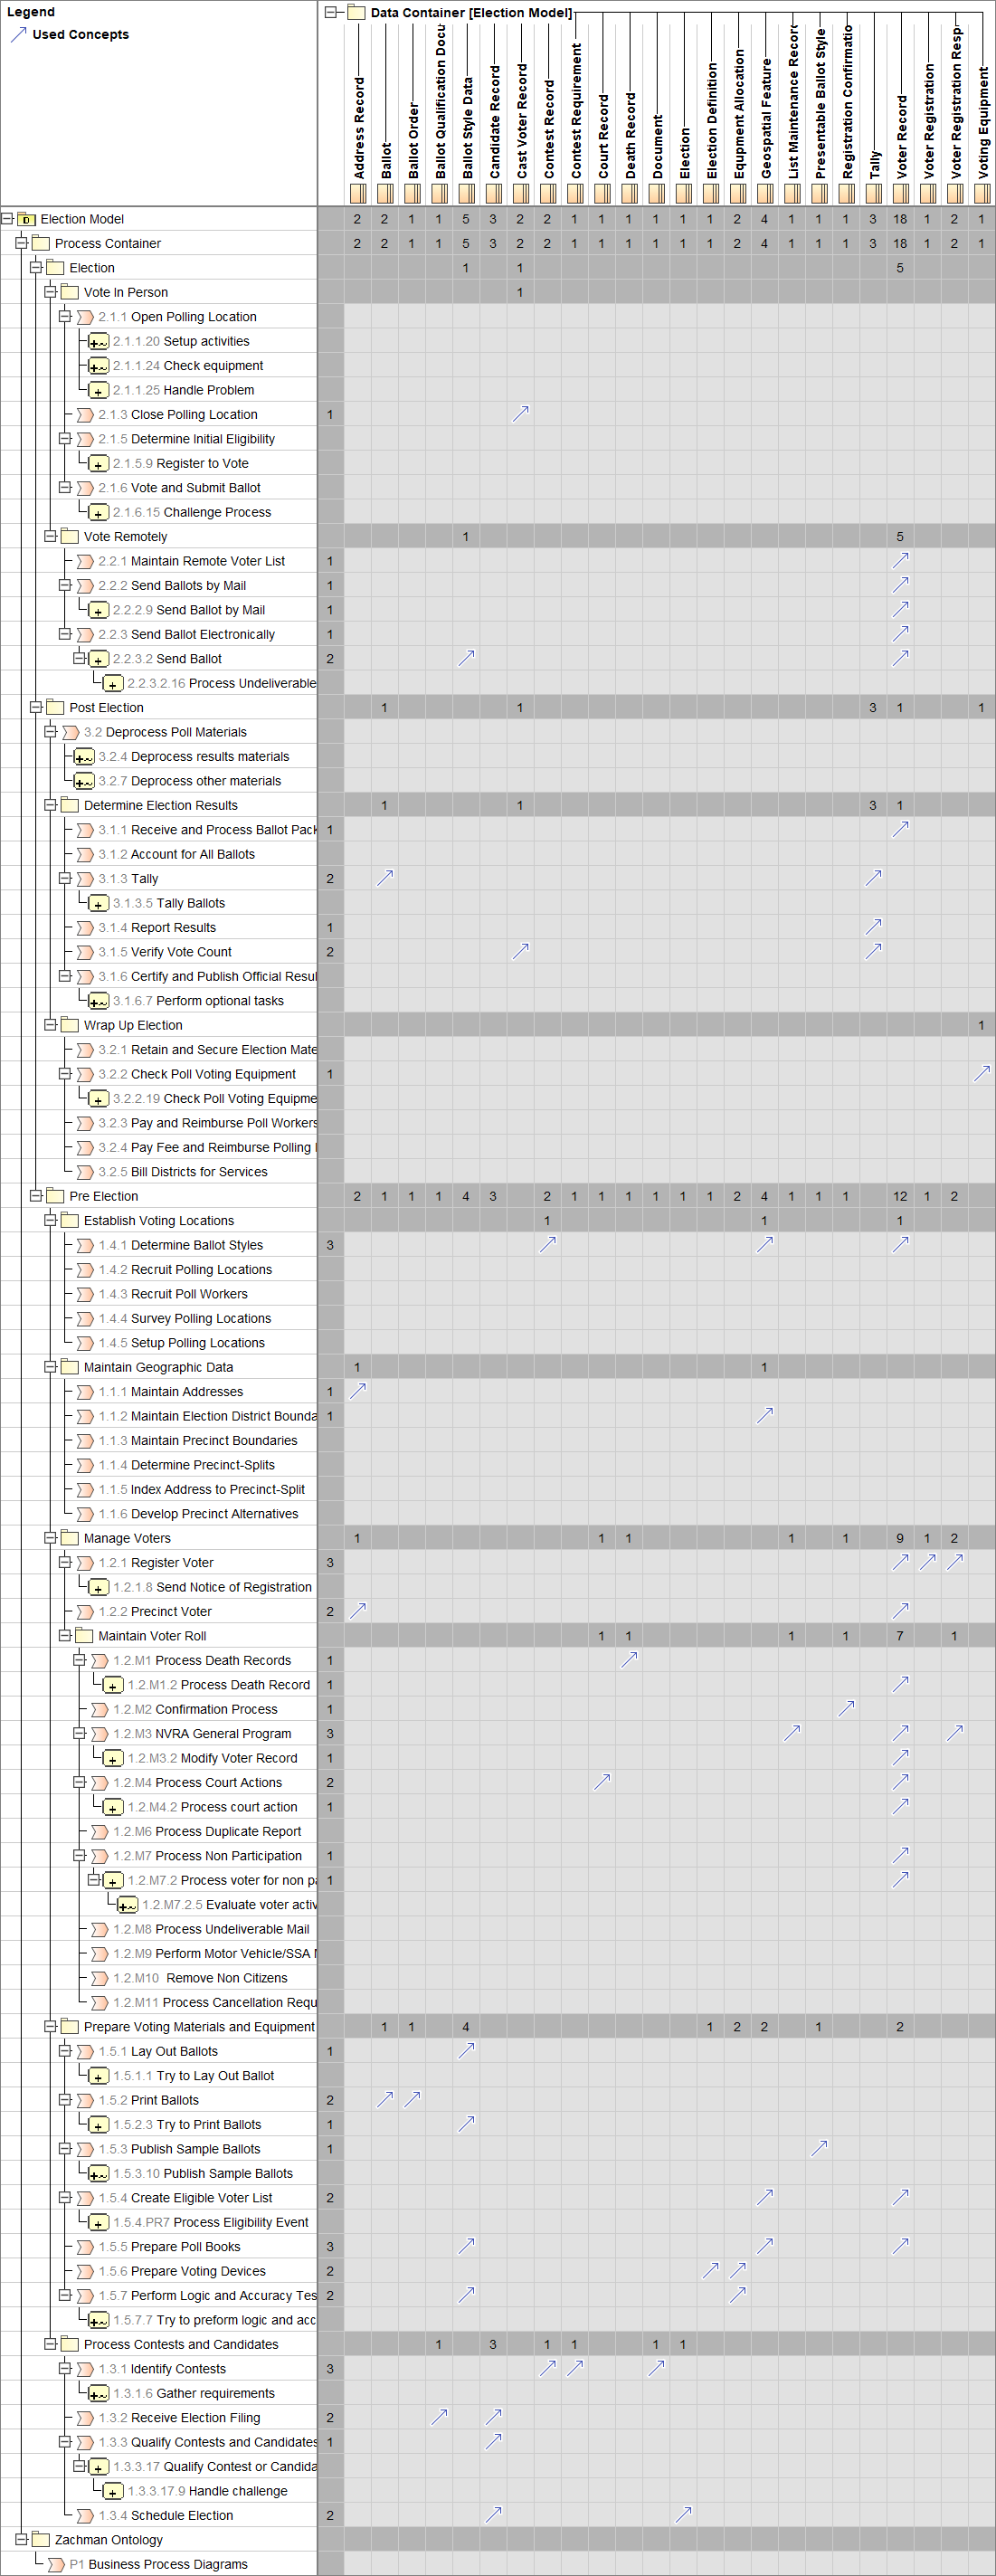 Legend
Used Concepts
Data Container [Election Model]
Address Record
Ballot
Ballot Order
Ballot Qualification Docu
Ballot Style Data
Candidate Record
Cast Voter Record
Contest Record
Contest Requirement
Court Record
Death Record
Document
Election
Election Definition
Equpment Allocation
Geospatial Feature
List Maintenance Recor
Presentable Ballot Style
Registration Confirmatio
Tally
Voter Record
Voter Registration
Voter Registration Resp
Voting Equipment
Election Model 2 2 1 1 5 3 2 2 1 1 1 1 1 1 2 4 1 1 1 3 18 1 2 1
Process Container 2 2 1 1 5 3 2 2 1 1 1 1 1 1 2 4 1 1 1 3 18 1 2 1
Election 1 1 5
Vote In Person 1
2.1.1 Open Polling Location
2.1.1.20 Setup activities
2.1.1.24 Check equipment
2.1.1.25 Handle Problem
2.1.3 Close Polling Location 1
2.1.5 Determine Initial Eligibility
2.1.5.9 Register to Vote
2.1.6 Vote and Submit Ballot
2.1.6.15 Challenge Process
Vote Remotely 1 5
2.2.1 Maintain Remote Voter List 1
2.2.2 Send Ballots by Mail 1
2.2.2.9 Send Ballot by Mail 1
2.2.3 Send Ballot Electronically 1
2.2.3.2 Send Ballot 2
2.2.3.2.16 Process Undeliverable
Post Election 1 1 3 1 1
3.2 Deprocess Poll Materials
3.2.4 Deprocess results materials
3.2.7 Deprocess other materials
Determine Election Results 1 1 3 1
3.1.1 Receive and Process Ballot Pack 1
3.1.2 Account for All Ballots
3.1.3 Tally 2
3.1.3.5 Tally Ballots
3.1.4 Report Results 1
3.1.5 Verify Vote Count 2
3.1.6 Certify and Publish Official Resul
3.1.6.7 Perform optional tasks
Wrap Up Election 1
3.2.1 Retain and Secure Election Mate
3.2.2 Check Poll Voting Equipment 1
3.2.2.19 Check Poll Voting Equipme
3.2.3 Pay and Reimburse Poll Workers
3.2.4 Pay Fee and Reimburse Polling
3.2.5 Bill Districts for Services
Pre Election 2 1 1 1 4 3 2 1 1 1 1 1 1 2 4 1 1 1 12 1 2
Establish Voting Locations 1 1 1
1.4.1 Determine Ballot Styles 3
1.4.2 Recruit Polling Locations
1.4.3 Recruit Poll Workers
1.4.4 Survey Polling Locations
1.4.5 Setup Polling Locations
Maintain Geographic Data 1 1
1.1.1 Maintain Addresses 1
1.1.2 Maintain Election District Bounda 1
1.1.3 Maintain Precinct Boundaries
1.1.4 Determine Precinct-Splits
1.1.5 Index Address to Precinct-Split
1.1.6 Develop Precinct Alternatives
Manage Voters 1 1 1 1 1 9 1 2
1.2.1 Register Voter 3
1.2.1.8 Send Notice of Registration
1.2.2 Precinct Voter 2
Maintain Voter Roll 1 1 1 1 7 1
1.2.M1 Process Death Records 1
1.2.M1.2 Process Death Record 1
1.2.M2 Confirmation Process 1
1.2.M3 NVRA General Program 3
1.2.M3.2 Modify Voter Record 1
1.2.M4 Process Court Actions 2
1.2.M4.2 Process court action 1
1.2.M6 Process Duplicate Report
1.2.M7 Process Non Participation 1
1.2.M7.2 Process voter for non pa 1
1.2.M7.2.5 Evaluate voter activ
1.2.M8 Process Undeliverable Mail
1.2.M9 Perform Motor Vehicle/SSA
1.2.M10 Remove Non Citizens
1.2.M11 Process Cancellation Requ
Prepare Voting Materials and Equipment 1 1 4 1 2 2 1 2
1.5.1 Lay Out Ballots 1
1.5.1.1 Try to Lay Out Ballot
1.5.2 Print Ballots 2
1.5.2.3 Try to Print Ballots 1
1.5.3 Publish Sample Ballots 1
1.5.3.10 Publish Sample Ballots
1.5.4 Create Eligible Voter List 2
1.5.4.PR7 Process Eligibility Event
1.5.5 Prepare Poll Books 3
1.5.6 Prepare Voting Devices 2
1.5.7 Perform Logic and Accuracy Tes 2
1.5.7.7 Try to preform logic and acc
Process Contests and Candidates 1 3 1 1 1 1
1.3.1 Identify Contests 3
1.3.1.6 Gather requirements
1.3.2 Receive Election Filing 2
1.3.3 Qualify Contests and Candidates 1
1.3.3.17 Qualify Contest or Candida
1.3.3.17.9 Handle challenge
1.3.4 Schedule Election 2
Zachman Ontology
P1 Business Process Diagrams